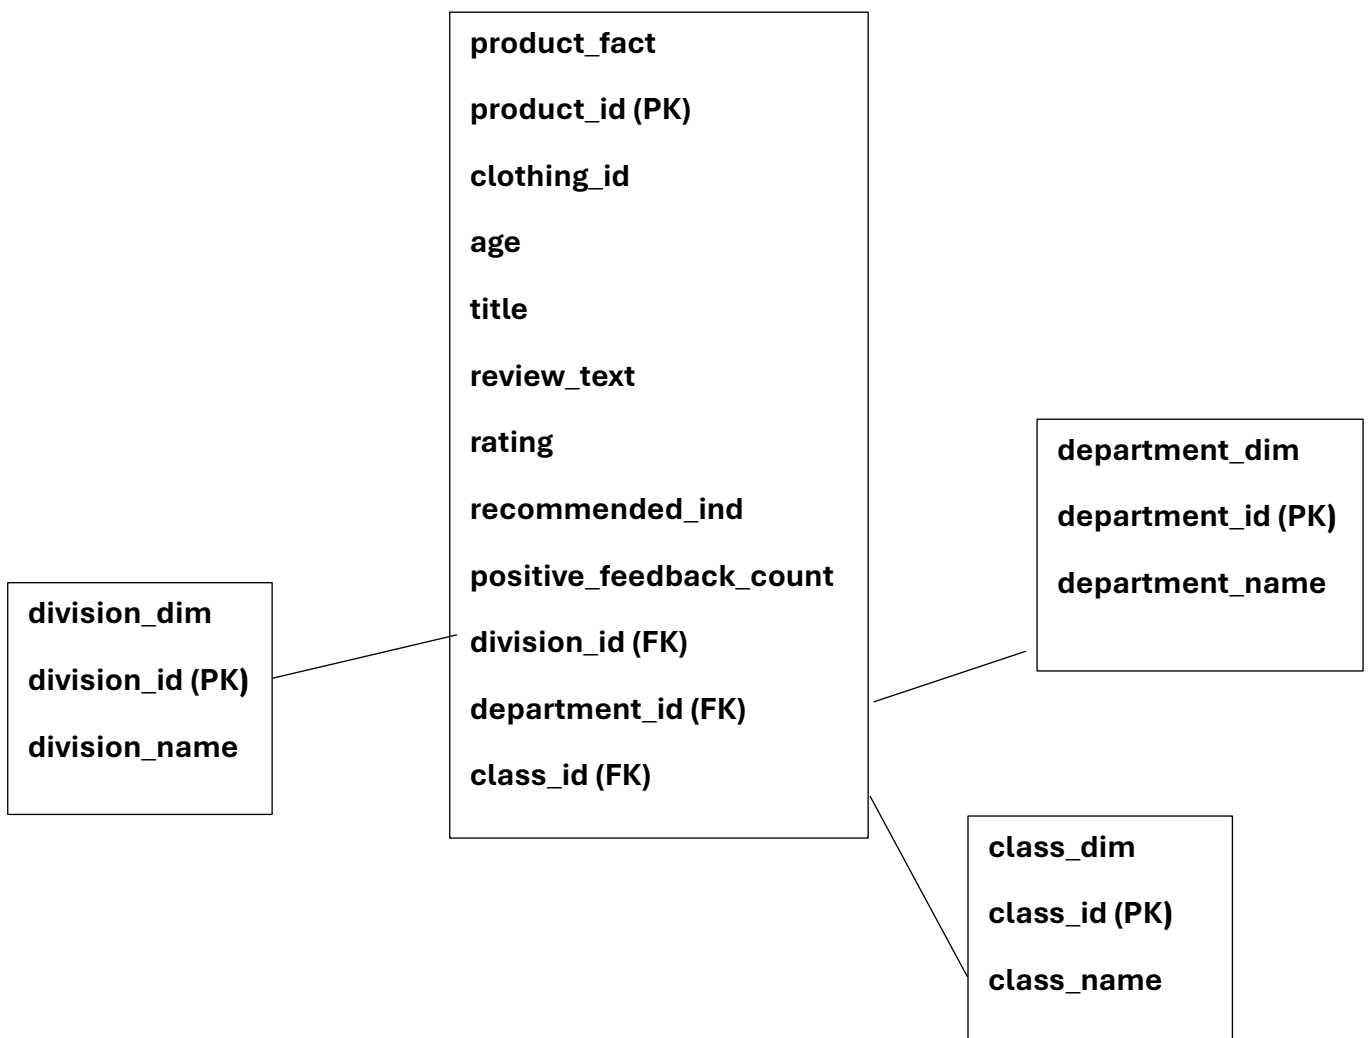 product_fact
product_id (PK)
clothing_id
age
title
review_text
rating
recommended_ind
positive_feedback_count
division_id (FK)
department_id (FK)
class_id (FK)
division_dim
division_id (PK)
division_name
department_dim
department_id (PK)
department_name
class_dim
class_id (PK)
class_name